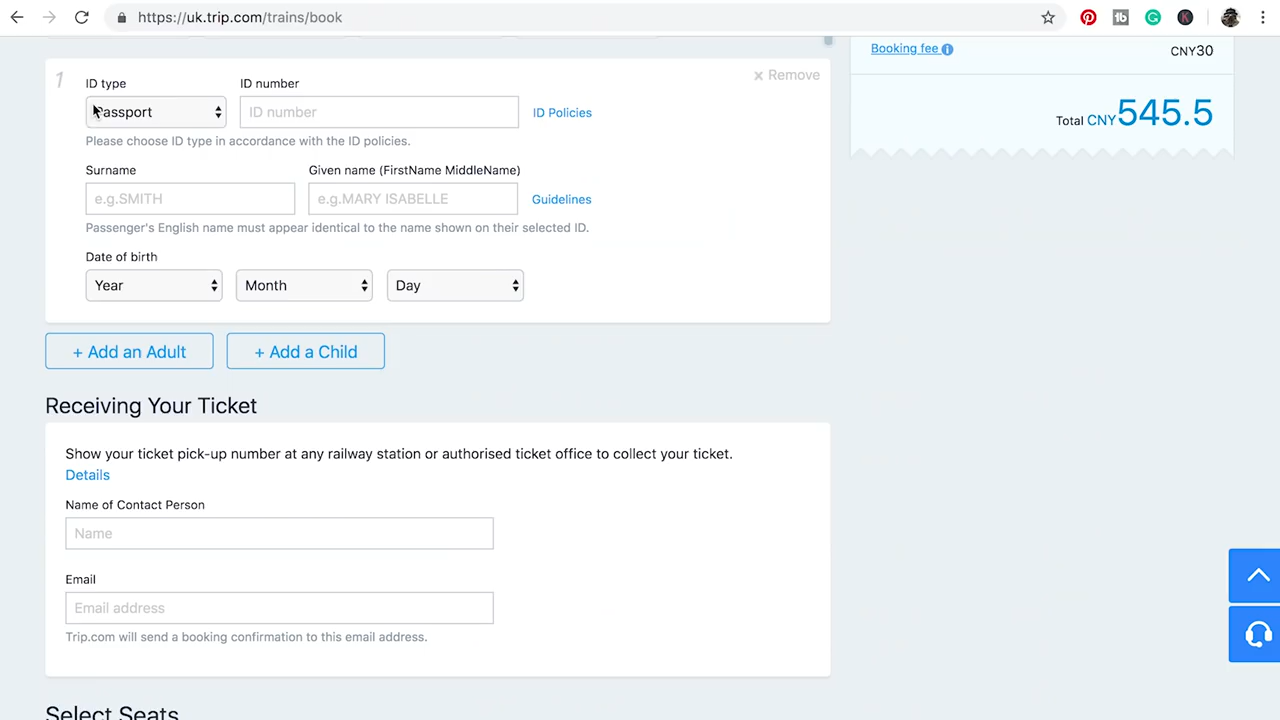 https://uk.trip.com/trains/book
Booking fee
CNY30
Total CNY545.5
1
ID type
ID number
Remove
Passport
ID number
ID Policies
Please choose ID type in accordance with the ID policies.
Surname
Given name (FirstName MiddleName)
e.g.SMITH
e.g.MARY ISABELLE
Guidelines
Passenger's English name must appear identical to the name shown on their selected ID.
Date of birth
Year
Month
Day
+ Add an Adult
+ Add a Child
Receiving Your Ticket
Show your ticket pick-up number at any railway station or authorised ticket office to collect your ticket.
Details
Name of Contact Person
Name
Email
Email address
Trip.com will send a booking confirmation to this email address.
Select Seats